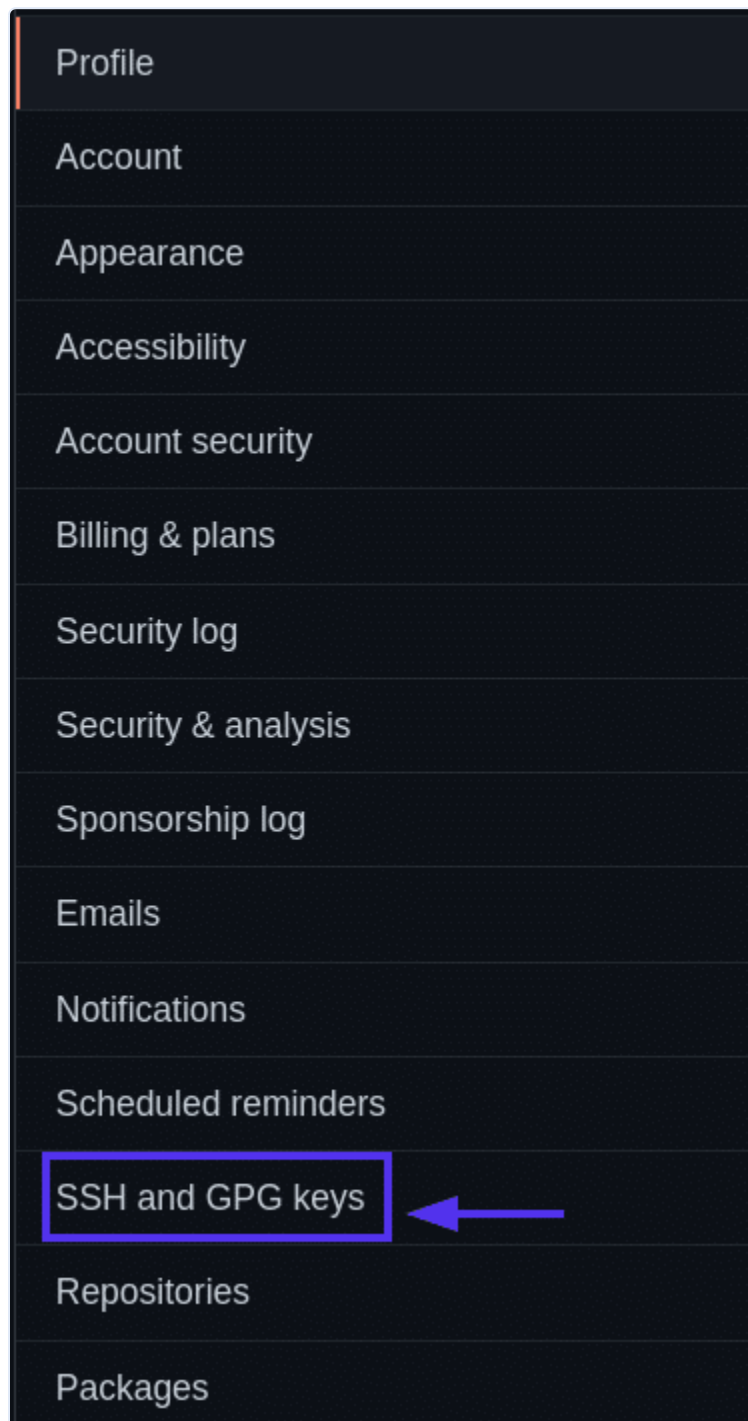 Profile
Account
Appearance
Accessibility
Account security
Billing & plans
Security log
Security & analysis
Sponsorship log
Emails
Notifications
Scheduled reminders
SSH and GPG keys
Repositories
Packages